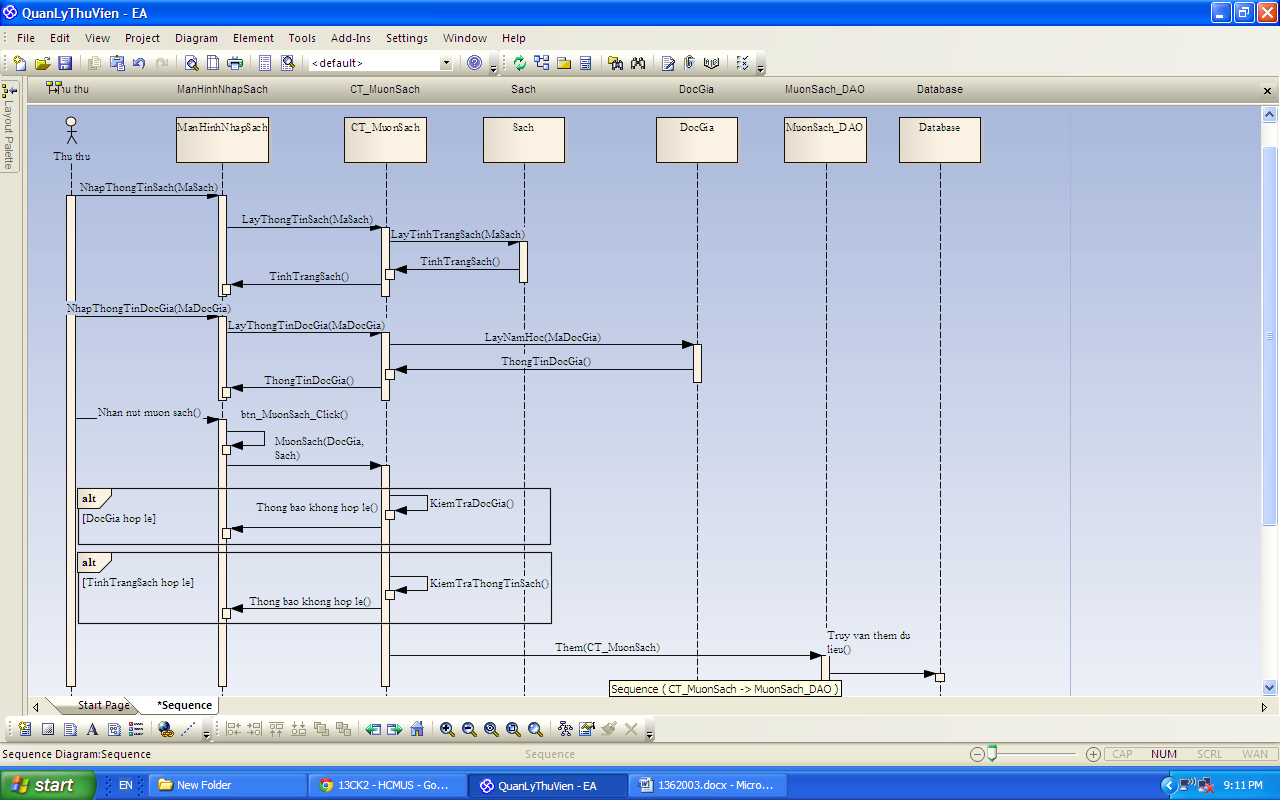 QuanLyThuVien - EA
File Edit View Project Diagram Element Tools Add-Ins Settings Window Help
<default>
Layout Palette
Thu thu ManHinhNhapSach CT_MuonSach Sach DocGia MuonSach_DAO Database
ManHinhNhapSach CT_MuonSach Sach DocGia MuonSach_DAO Database
Thu thu
NhapThongTinSach(MaSach)
LayThongTinSach(MaSach)
LayTinhTrangSach(MaSach)
TinhTrangSach()
TinhTrangSach()
NhapThongTinDocGia(MaDocGia)
LayThongTinDocGia(MaDocGia)
LayNamHoc(MaDocGia)
ThongTinDocGia()
ThongTinDocGia()
Nhan nut muon sach()
btn_MuonSach_Click()
MuonSach(DocGia,
Sach)
alt
[DocGia hop le]
KiemTraDocGia()
Thong bao khong hop le()
alt
[TinhTrangSach hop le]
KiemTraThongTinSach()
Thong bao khong hop le()
Them(CT_MuonSach)
Truy van them du
lieu()
Sequence ( CT_MuonSach -> MuonSach_DAO )
Start Page *Sequence
Sequence Diagram:Sequence Sequence CAP NUM SCRL WAN
start EN New Folder 13CK2 - HCMUS - Go... QuanLyThuVien - EA 1362003.docx - Micro... 9:11 PM